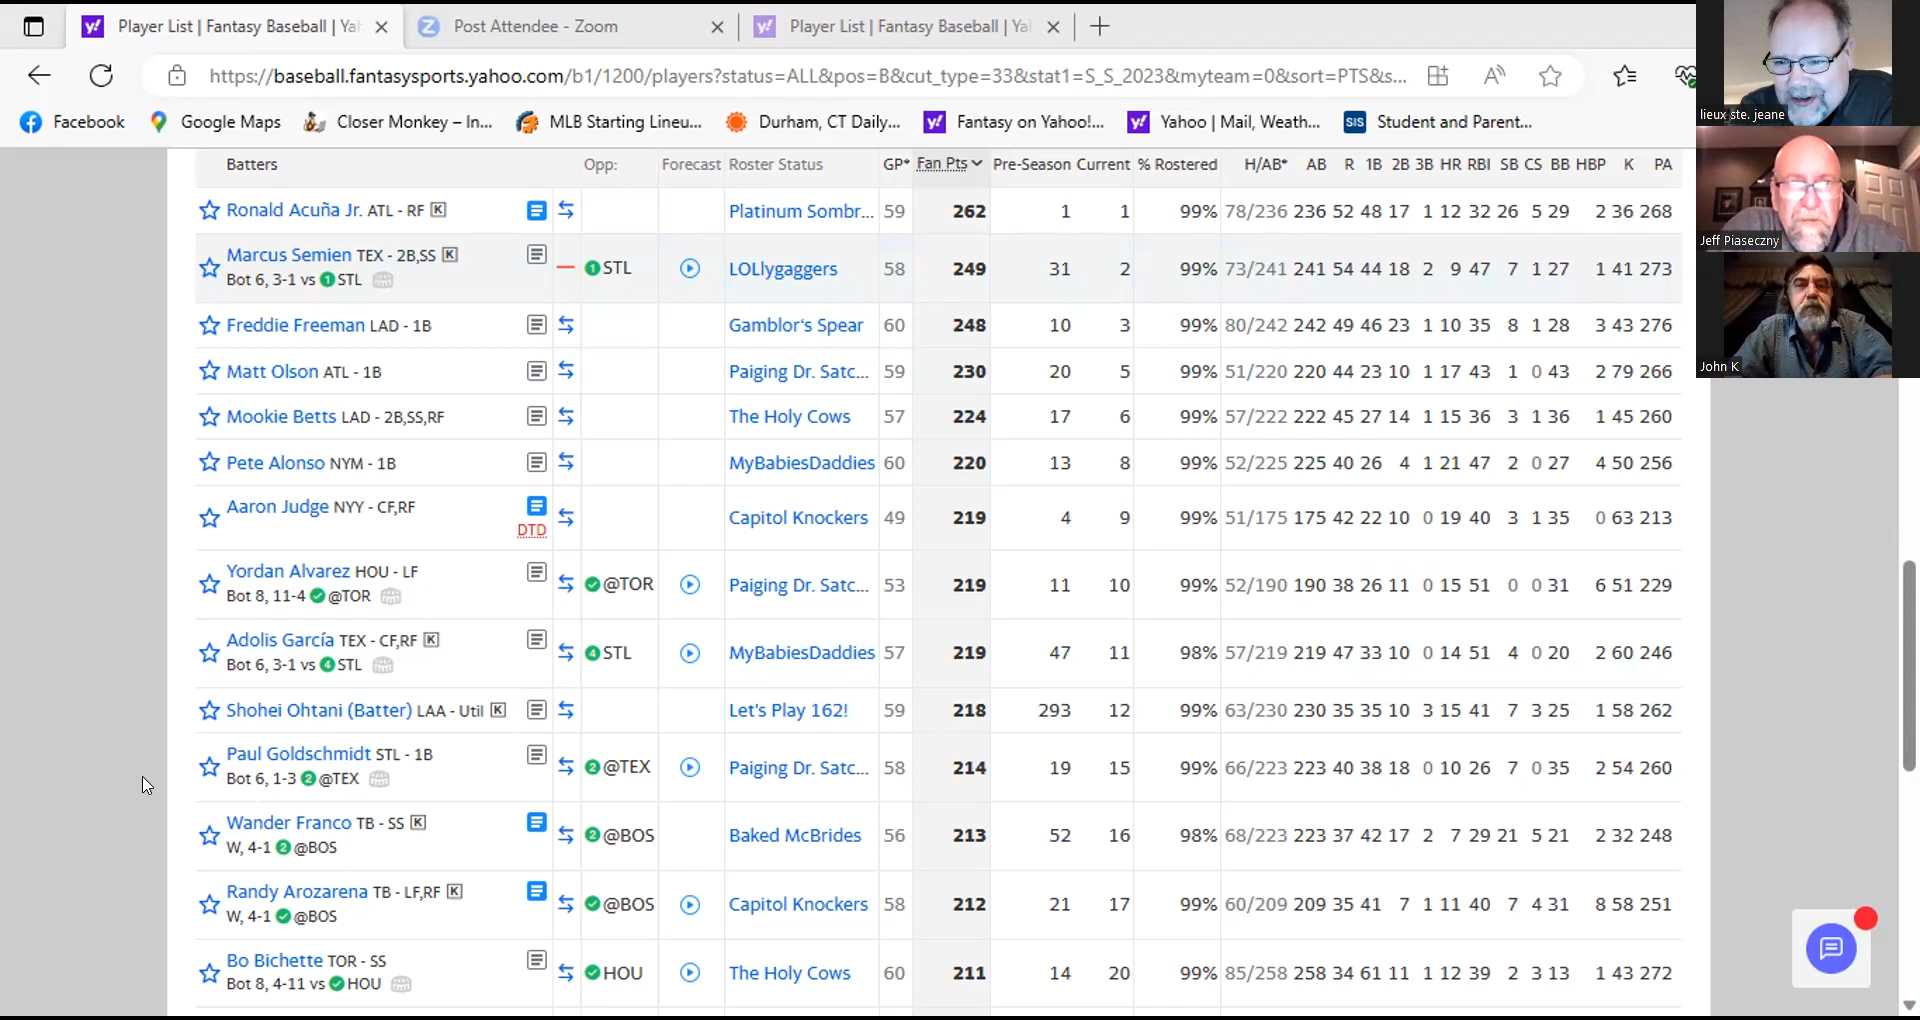 Player List | Fantasy Baseball | Ya
Post Attendee - Zoom
Player List | Fantasy Baseball | Ya
https://baseball.fantasysports.yahoo.com/b1/1200/players?status=ALL&pos=B&cut_type=33&stat1=S_S_2023&myteam=0&sort=PTS&s...
Facebook Google Maps Closer Monkey – In... MLB Starting Lineu... Durham, CT Daily... Fantasy on Yahoo!... Yahoo | Mail, Weath... SIS Student and Parent...
Batters Opp: Forecast Roster Status GP* Fan Pts Pre-Season Current % Rostered H/AB* AB R 1B 2B 3B HR RBI SB CS BB HBP K PA
Ronald Acuña Jr. ATL - RF K Platinum Sombr... 59 262 1 1 99% 78/236 236 52 48 17 1 12 32 26 5 29 2 36 268
Marcus Semien TEX - 2B,SS K 1 STL LOLlygaggers 58 249 31 2 99% 73/241 241 54 44 18 2 9 47 7 1 27 1 41 273
Bot 6, 3-1 vs 1 STL
Freddie Freeman LAD - 1B Gamblor's Spear 60 248 10 3 99% 80/242 242 49 46 23 1 10 35 8 1 28 3 43 276
Matt Olson ATL - 1B Paiging Dr. Satc... 59 230 20 5 99% 51/220 220 44 23 10 1 17 43 1 0 43 2 79 266
Mookie Betts LAD - 2B,SS,RF The Holy Cows 57 224 17 6 99% 57/222 222 45 27 14 1 15 36 3 1 36 1 45 260
Pete Alonso NYM - 1B MyBabiesDaddies 60 220 13 8 99% 52/225 225 40 26 4 1 21 47 2 0 27 4 50 256
Aaron Judge NYY - CF,RF DTD Capitol Knockers 49 219 4 9 99% 51/175 175 42 22 10 0 19 40 3 1 35 0 63 213
Yordan Alvarez HOU - LF @TOR Paiging Dr. Satc... 53 219 11 10 99% 52/190 190 38 26 11 0 15 51 0 0 31 6 51 229
Bot 8, 11-4 @TOR
Adolis García TEX - CF,RF K 4 STL MyBabiesDaddies 57 219 47 11 98% 57/219 219 47 33 10 0 14 51 4 0 20 2 60 246
Bot 6, 3-1 vs 4 STL
Shohei Ohtani (Batter) LAA - Util K Let's Play 162! 59 218 293 12 99% 63/230 230 35 35 10 3 15 41 7 3 25 1 58 262
Paul Goldschmidt STL - 1B 2 @TEX Paiging Dr. Satc... 58 214 19 15 99% 66/223 223 40 38 18 0 10 26 7 0 35 2 54 260
Bot 6, 1-3 2 @TEX
Wander Franco TB - SS K 2 @BOS Baked McBrides 56 213 52 16 98% 68/223 223 37 42 17 2 7 29 21 5 21 2 32 248
W, 4-1 2 @BOS
Randy Arozarena TB - LF,RF K @BOS Capitol Knockers 58 212 21 17 99% 60/209 209 35 41 7 1 11 40 7 4 31 8 58 251
W, 4-1 @BOS
Bo Bichette TOR - SS HOU The Holy Cows 60 211 14 20 99% 85/258 258 34 61 11 1 12 39 2 3 13 1 43 272
Bot 8, 4-11 vs HOU
lieux ste. jeane
Jeff Piaseczny
John K